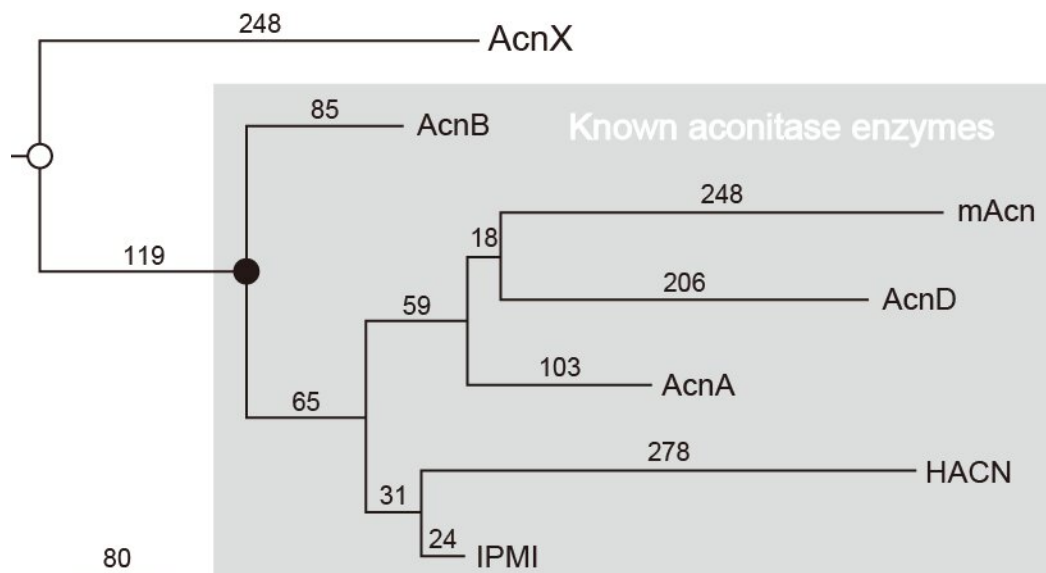 248
AcnX
85
AcnB
Known aconitase enzymes
248
mAcn
18
119
206
AcnD
59
103
AcnA
65
278
HACN
31
24
IPMI
80